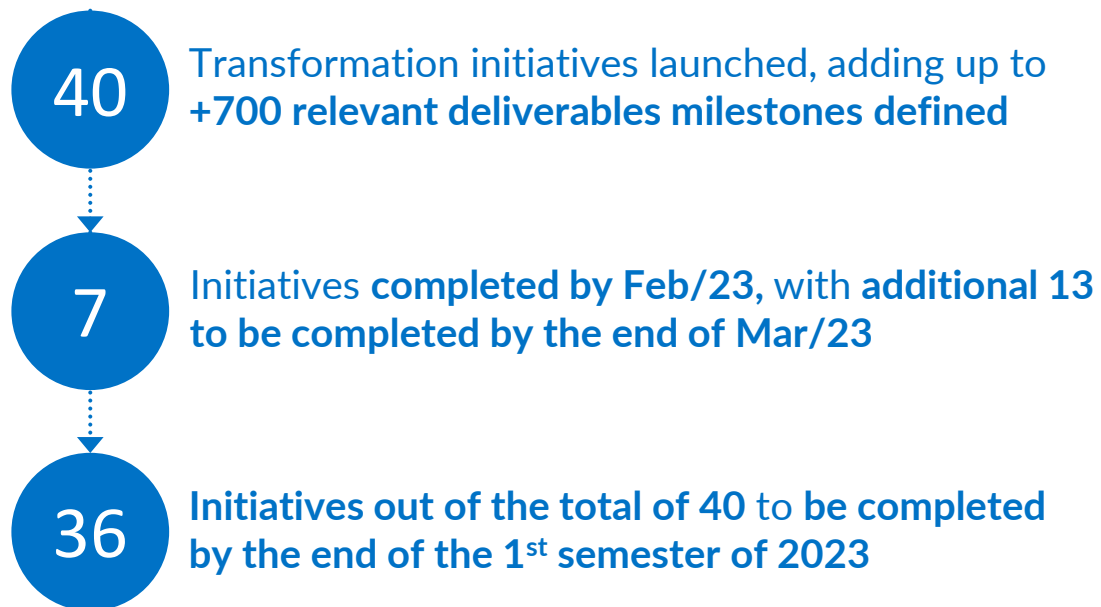 40
Transformation initiatives launched, adding up to
+700 relevant deliverables milestones defined
7
Initiatives completed by Feb/23, with additional 13
to be completed by the end of Mar/23
36
Initiatives out of the total of 40 to be completed
by the end of the 1st semester of 2023